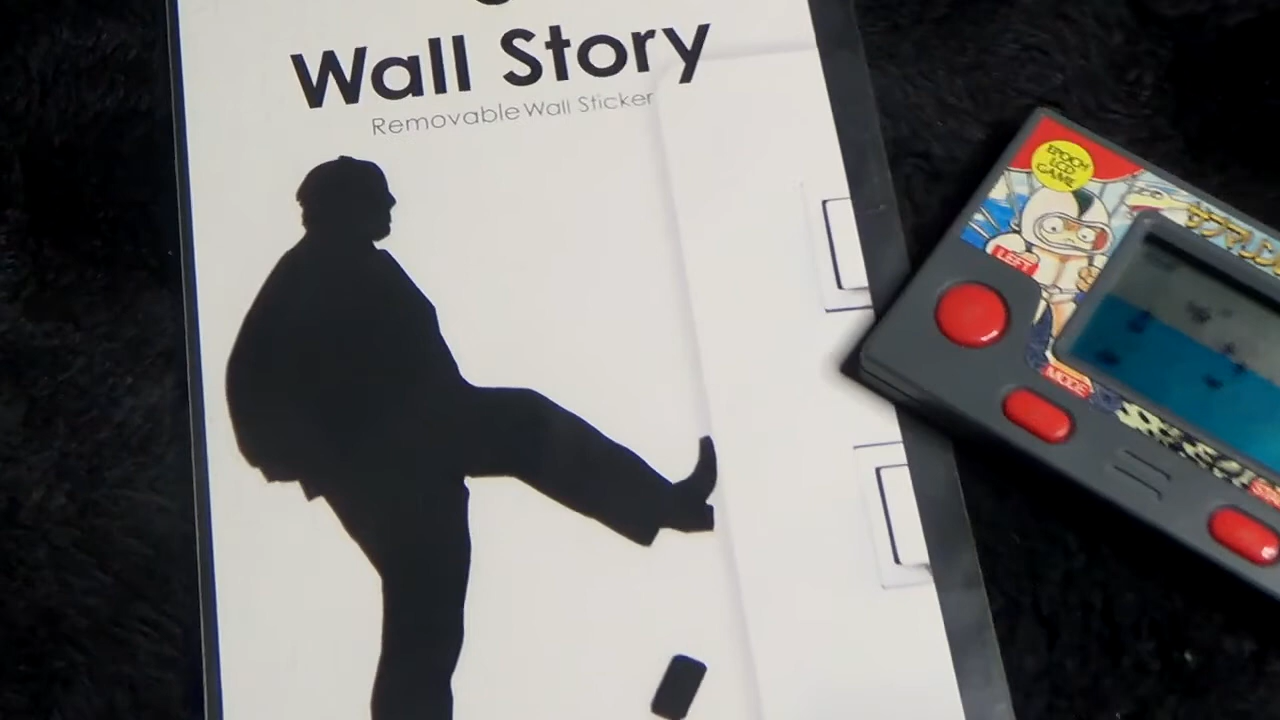 Wall Story
Removable Wall Sticker
EPOCH
LCD
GAME
LEFT
MODE